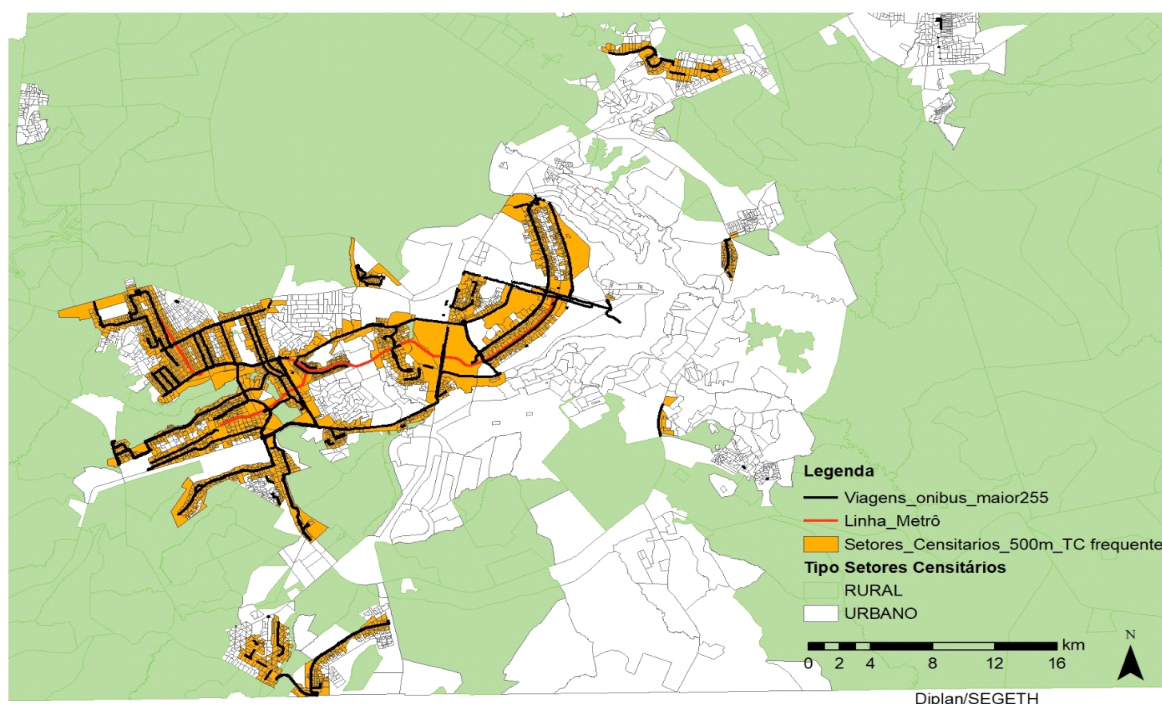 Legenda
Viagens_onibus_maior255
Linha_Metrô
Setores_Censitarios_500m_TC frequente
Tipo Setores Censitários
RURAL
URBANO
km
0 1 2 4 8 12 16
N
Diplan/SEGETH